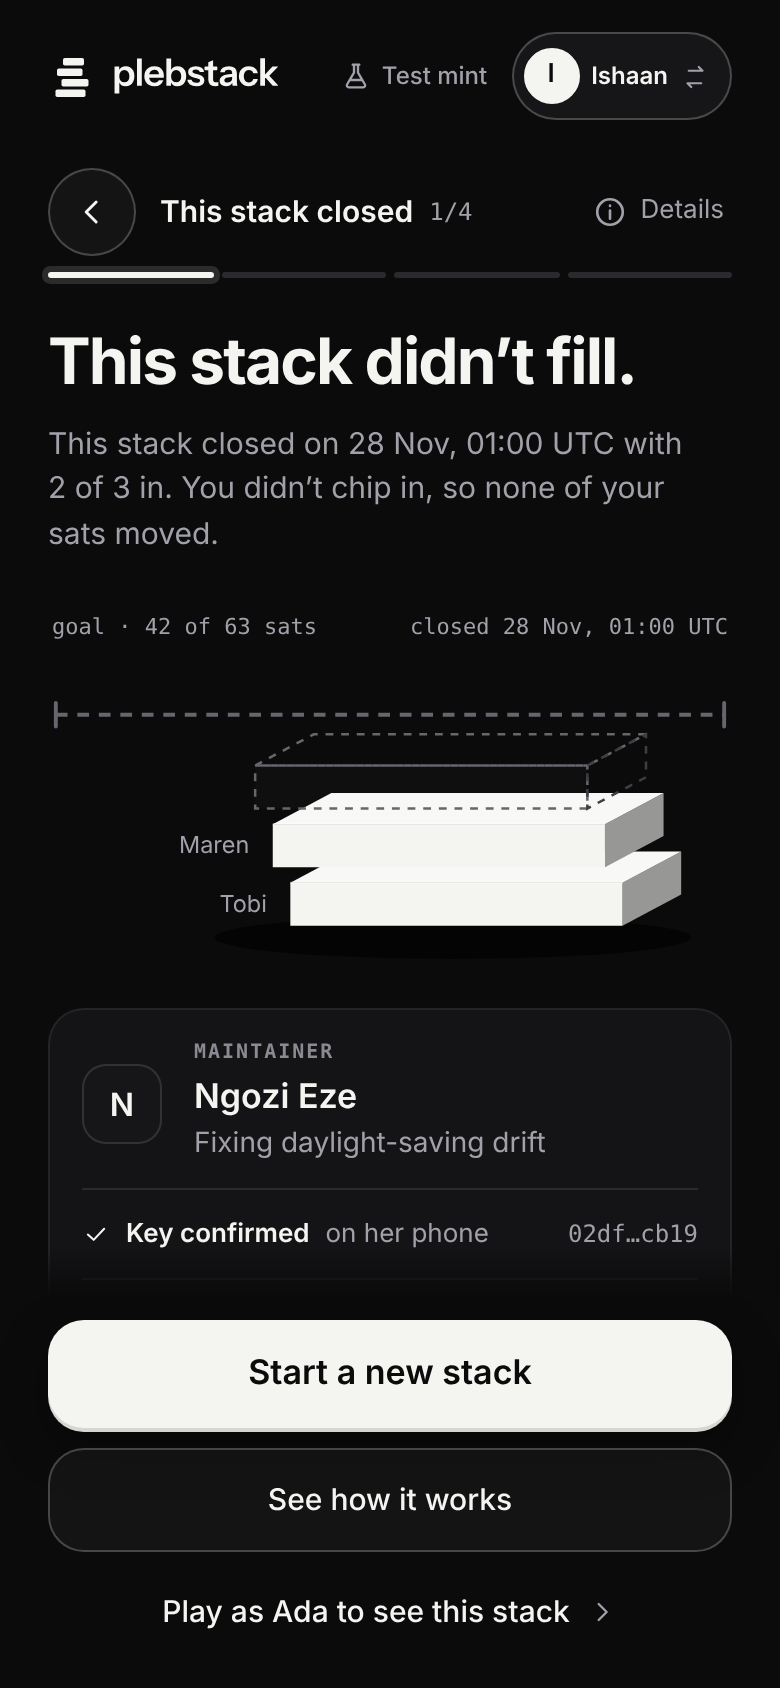 plebstack
Test mint
I
Ishaan
This stack closed 1/4
Details
This stack didn’t fill.
This stack closed on 28 Nov, 01:00 UTC with
2 of 3 in. You didn’t chip in, so none of your
sats moved.
goal · 42 of 63 sats
closed 28 Nov, 01:00 UTC
Maren
Tobi
MAINTAINER
N
Ngozi Eze
Fixing daylight-saving drift
Key confirmed on her phone
02df…cb19
Start a new stack
See how it works
Play as Ada to see this stack